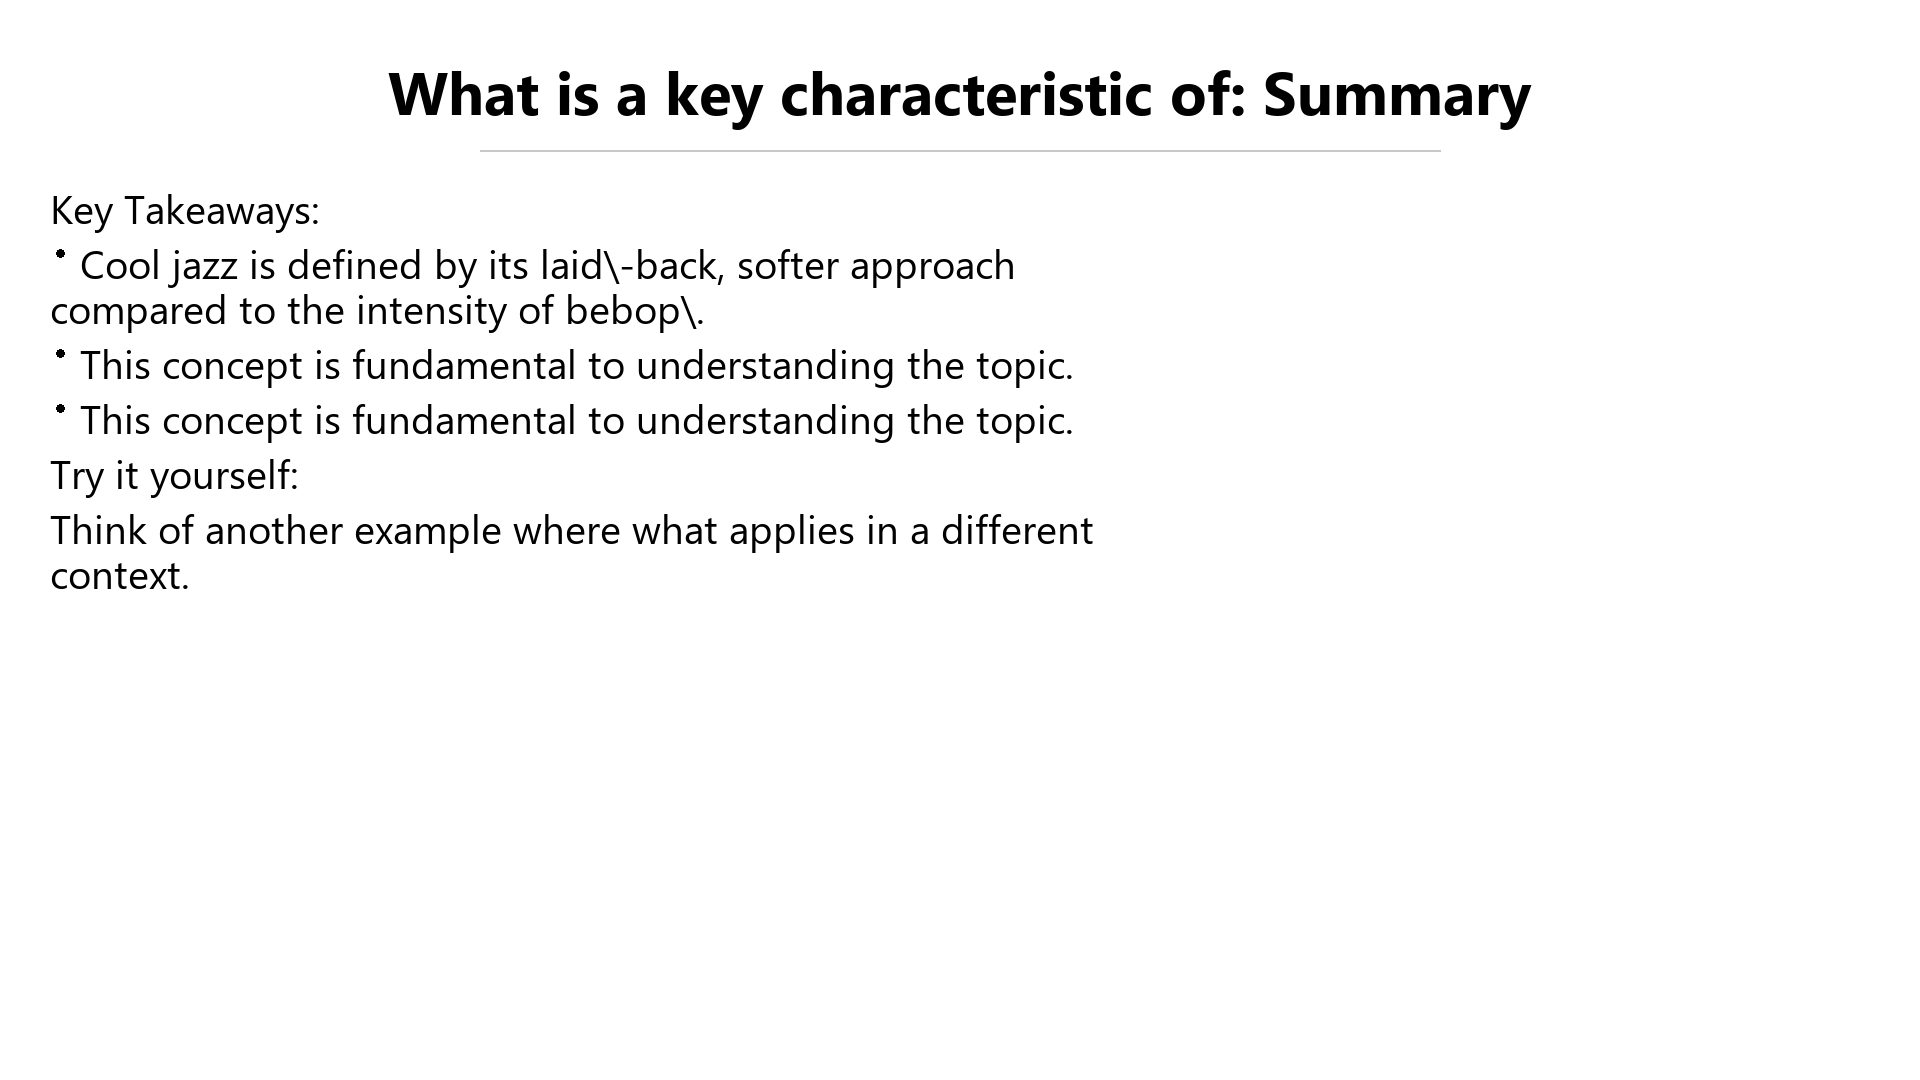 What is a key characteristic of: Summary
Key Takeaways:
• Cool jazz is defined by its laid\-back, softer approach
compared to the intensity of bebop\.
• This concept is fundamental to understanding the topic.
• This concept is fundamental to understanding the topic.
Try it yourself:
Think of another example where what applies in a different
context.